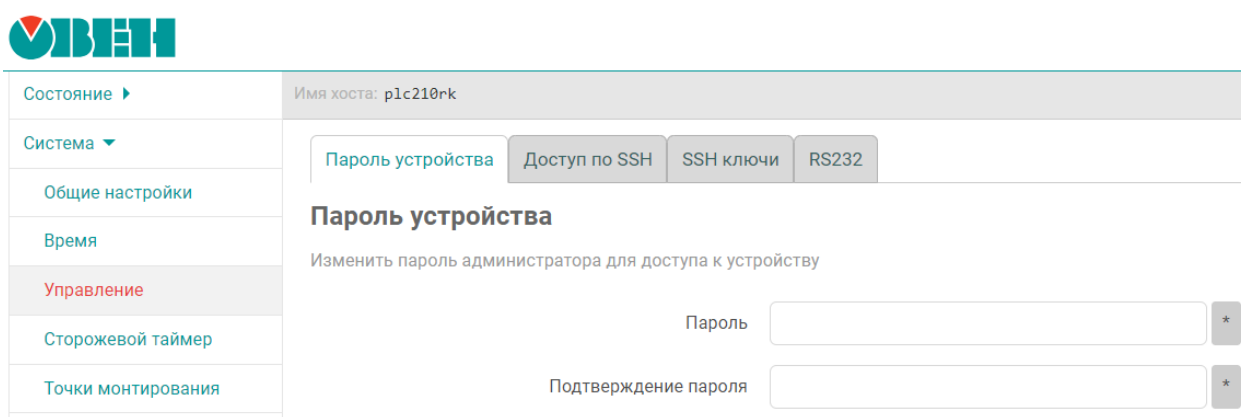 ОВЕН
Состояние
Имя хоста: plc210rk
Система
Пароль устройства Доступ по SSH SSH ключи RS232
Общие настройки
Пароль устройства
Время
Изменить пароль администратора для доступа к устройству
Управление
Пароль *
Сторожевой таймер
Подтверждение пароля *
Точки монтирования